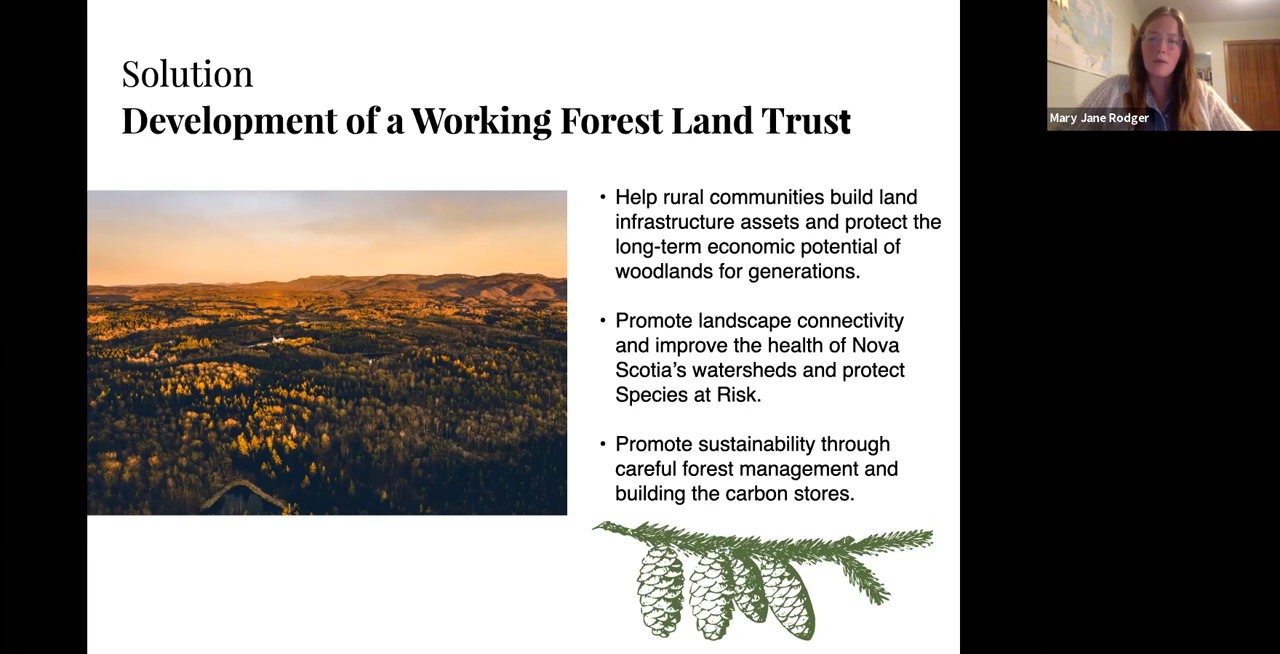 Solution
Development of a Working Forest Land Trust
• Help rural communities build land
infrastructure assets and protect the
long-term economic potential of
woodlands for generations.
• Promote landscape connectivity
and improve the health of Nova
Scotia’s watersheds and protect
Species at Risk.
• Promote sustainability through
careful forest management and
building the carbon stores.
Mary Jane Rodger